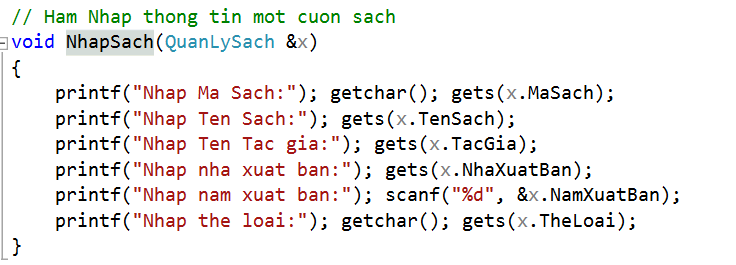 // Ham Nhap thong tin mot cuon sach
void NhapSach(QuanLySach &x)
{
    printf("Nhap Ma Sach:"); getchar(); gets(x.MaSach);
    printf("Nhap Ten Sach:"); gets(x.TenSach);
    printf("Nhap Ten Tac gia:"); gets(x.TacGia);
    printf("Nhap nha xuat ban:"); gets(x.NhaXuatBan);
    printf("Nhap nam xuat ban:"); scanf("%d", &x.NamXuatBan);
    printf("Nhap the loai:"); getchar(); gets(x.TheLoai);
}